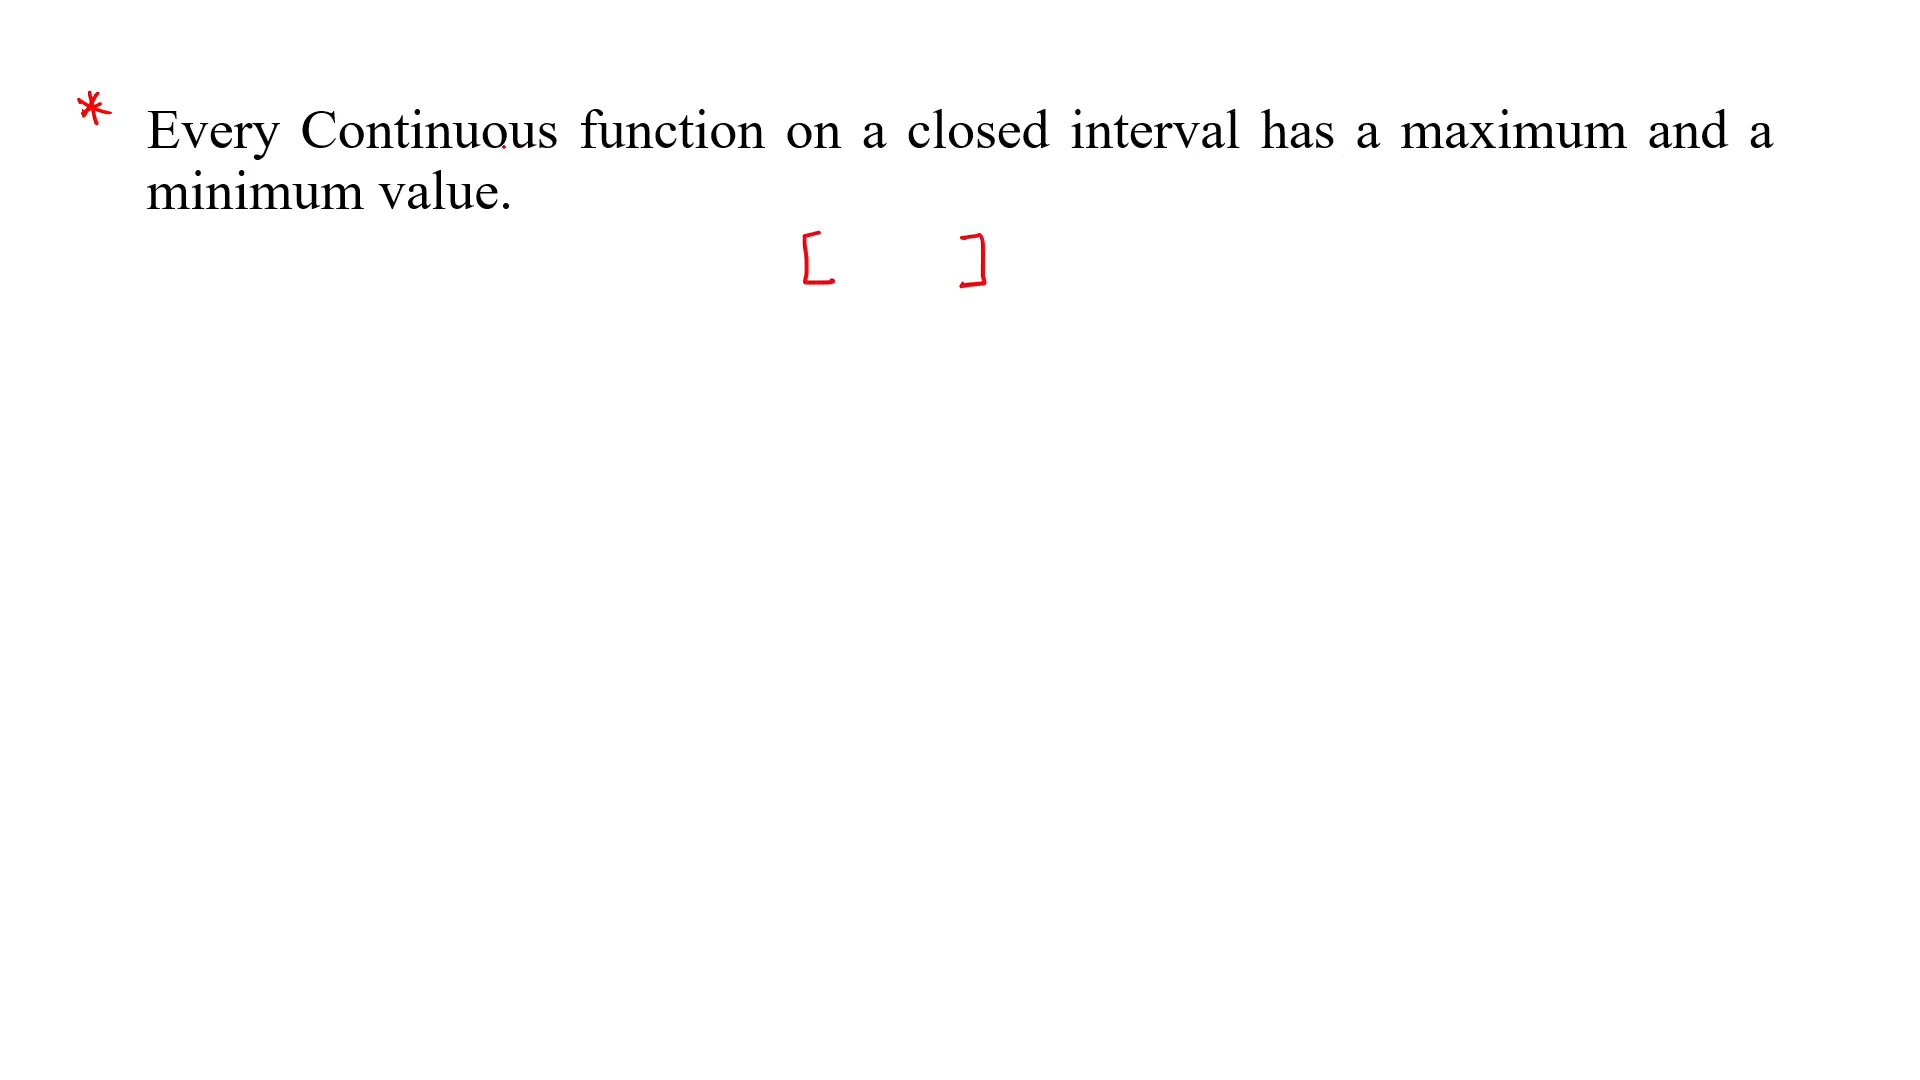 * Every Continuous function on a closed interval has a maximum and a
minimum value.
[ ]